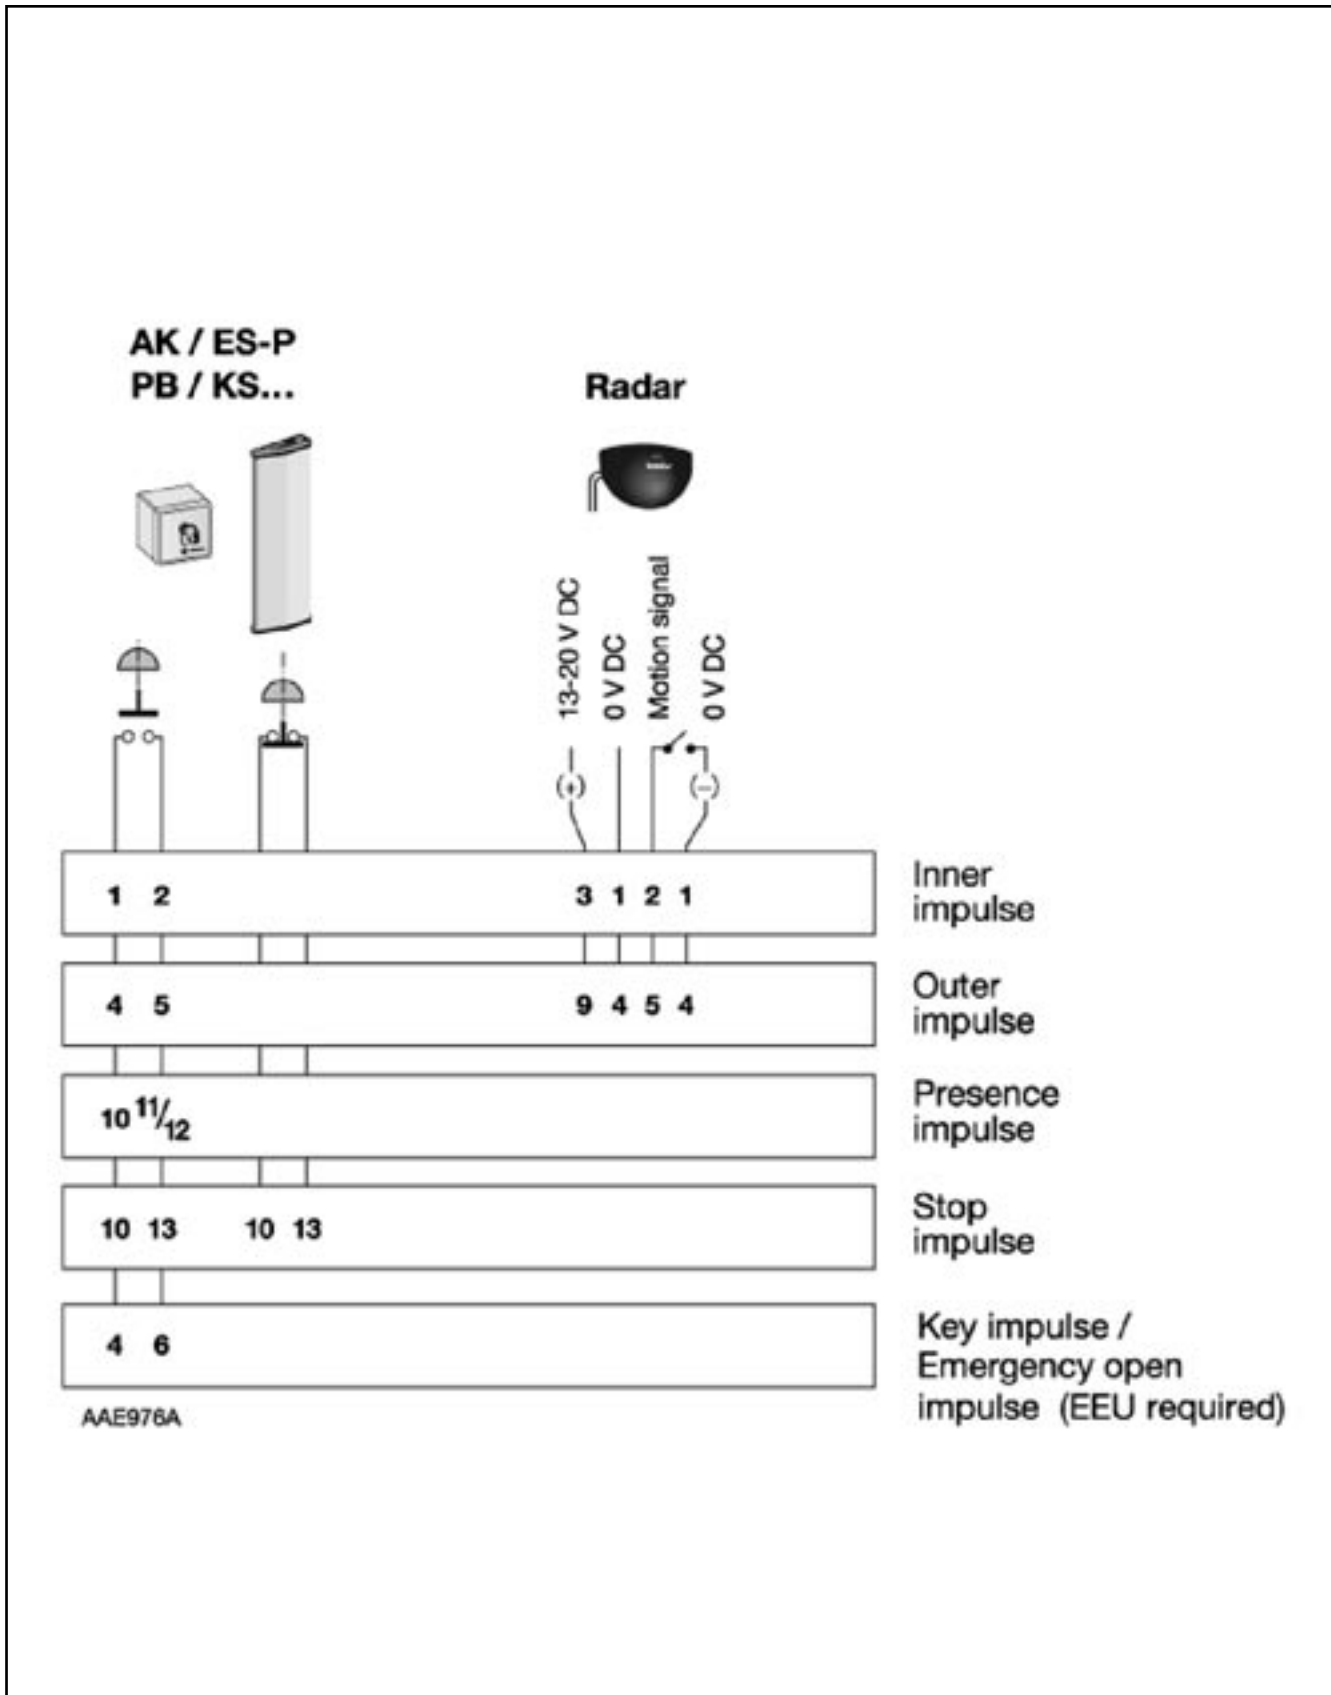 AK / ES-P
PB / KS...
Radar
13-20 V DC
0 V DC
Motion signal
0 V DC
(+)
(–)
1 2 3 1 2 1
Inner
impulse
4 5 9 4 5 4
Outer
impulse
10 11/12
Presence
impulse
10 13 10 13
Stop
impulse
4 6
Key impulse /
Emergency open
impulse (EEU required)
AAE976A